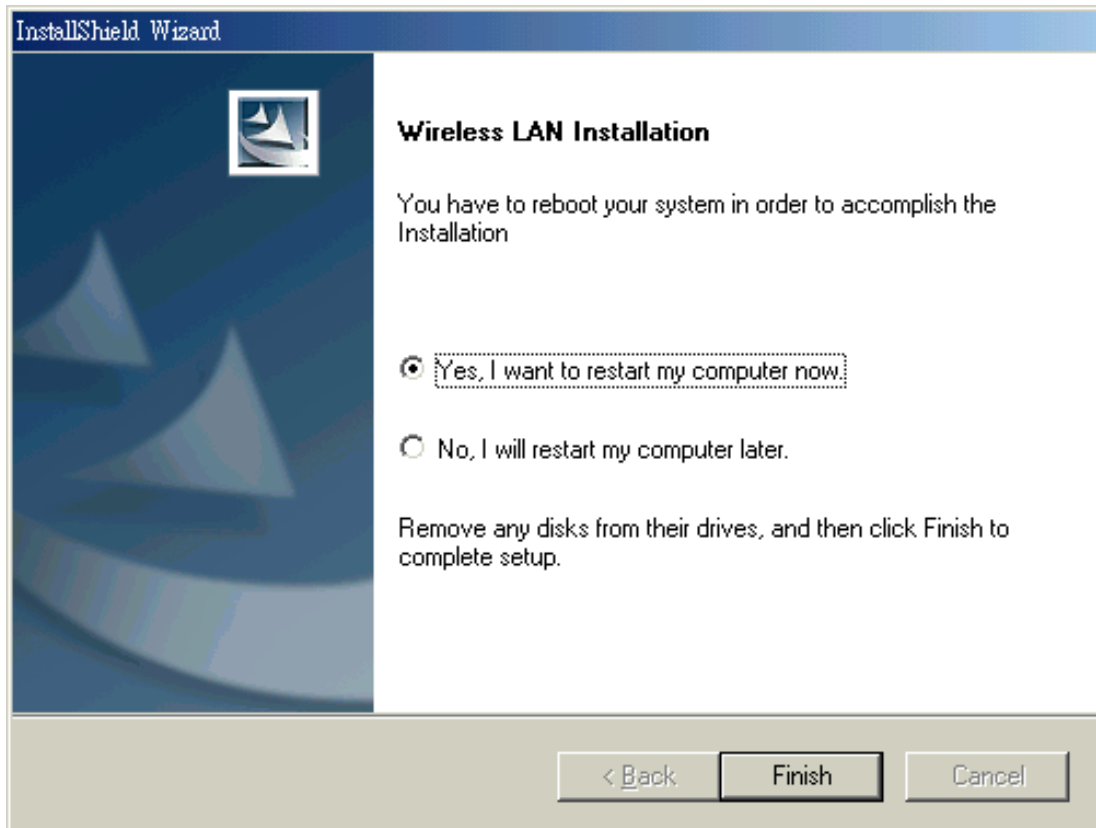 InstallShield Wizard
Wireless LAN Installation
You have to reboot your system in order to accomplish the
Installation
Yes, I want to restart my computer now.
No, I will restart my computer later.
Remove any disks from their drives, and then click Finish to
complete setup.
< Back
Finish
Cancel